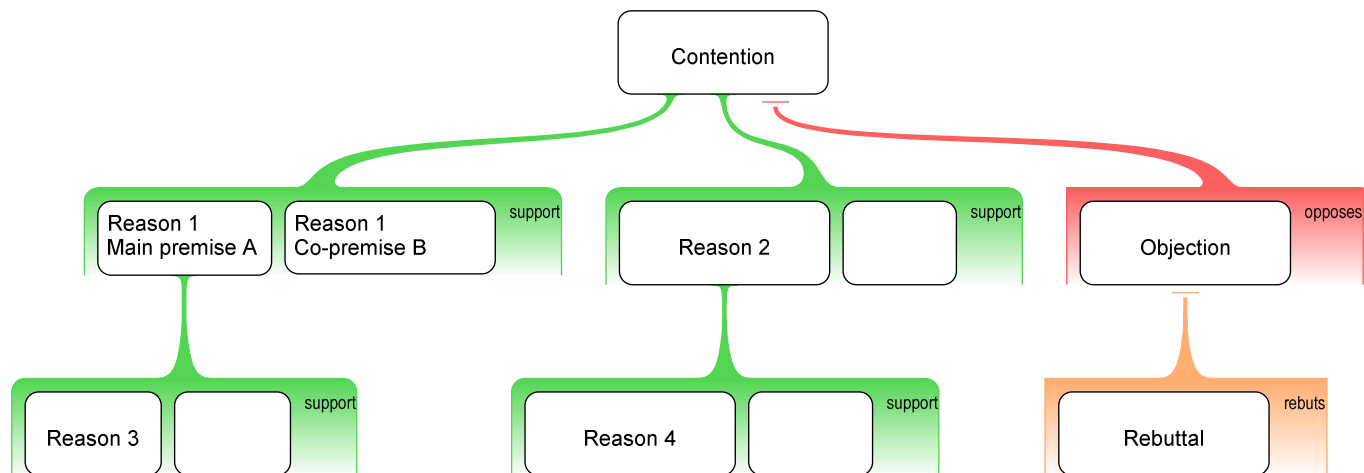 Contention
support
Reason 1
Main premise A
Reason 1
Co-premise B
support
Reason 2
opposes
Objection
support
Reason 3
support
Reason 4
rebuts
Rebuttal